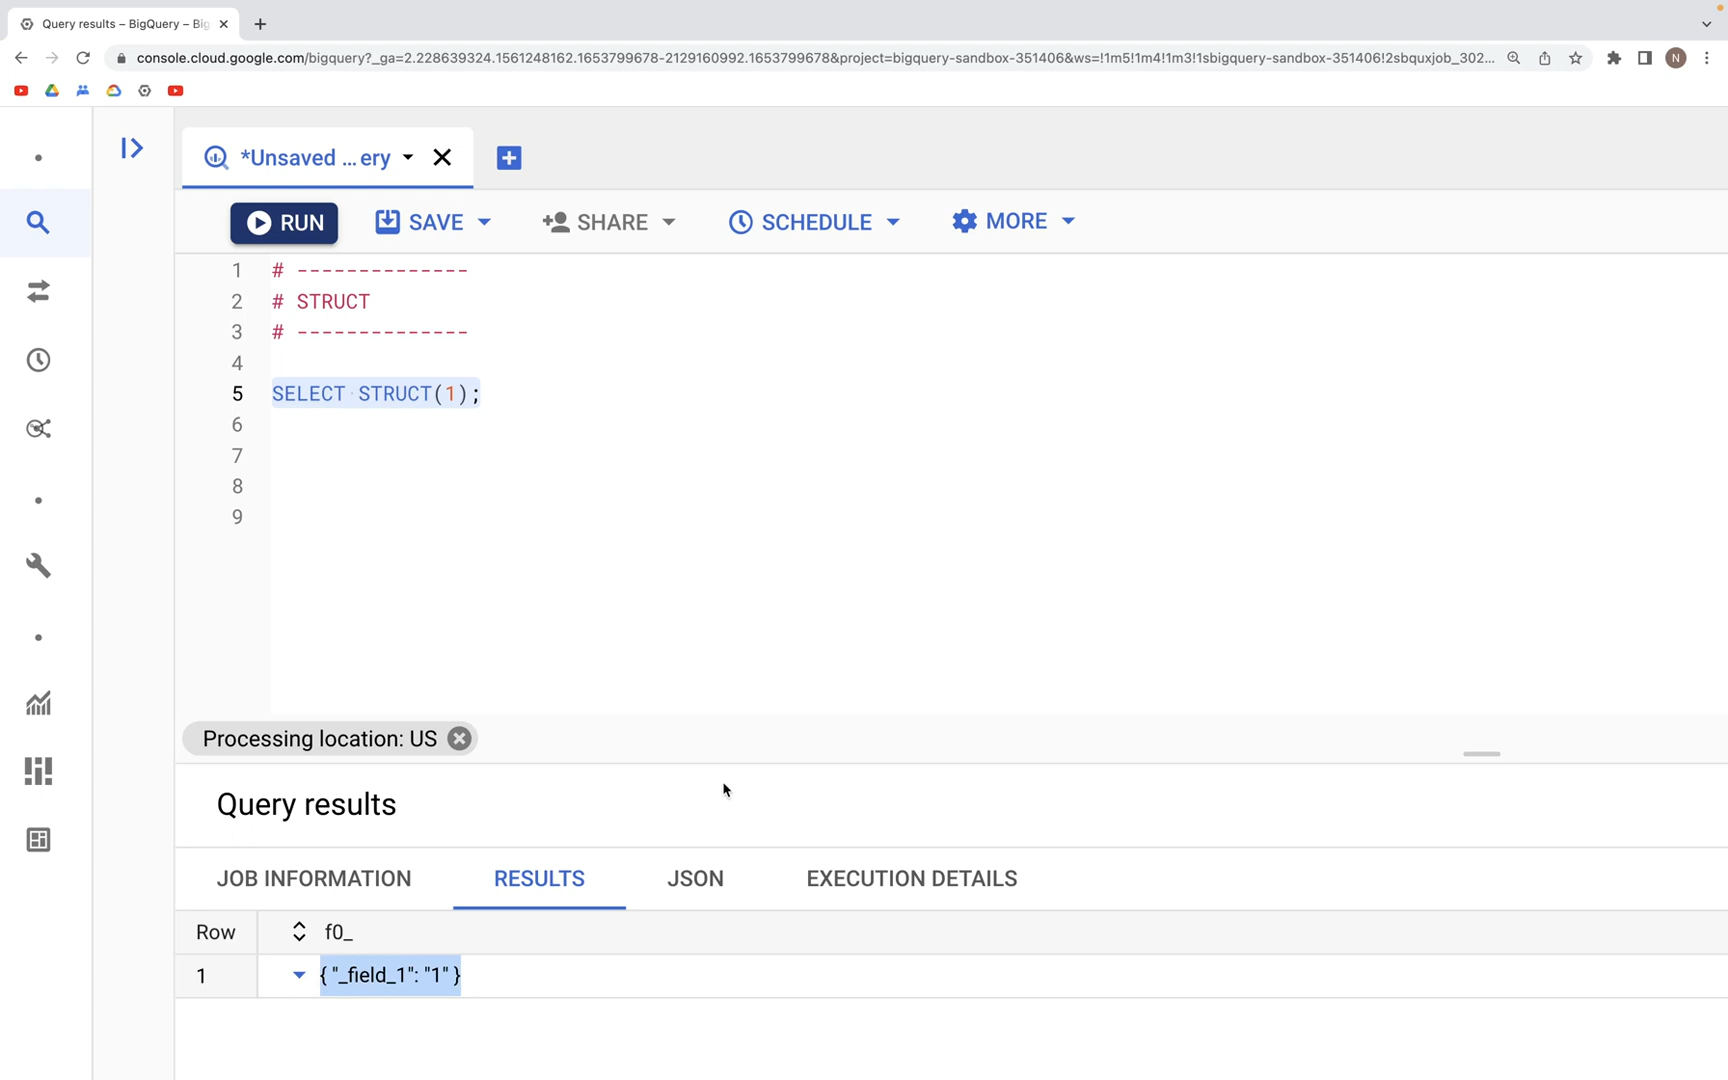 Query results – BigQuery – Big
console.cloud.google.com/bigquery?_ga=2.228639324.1561248162.1653799678-2129160992.1653799678&project=bigquery-sandbox-351406&ws=!1m5!1m4!1m3!1sbigquery-sandbox-351406!2sbquxjob_302...
N
*Unsaved ... ery
RUN SAVE SHARE SCHEDULE MORE
1 # --------------
2 # STRUCT
3 # --------------
4
5 SELECT STRUCT(1);
6
7
8
9
Processing location: US
Query results
JOB INFORMATION RESULTS JSON EXECUTION DETAILS
Row f0_
1 { "_field_1": "1" }